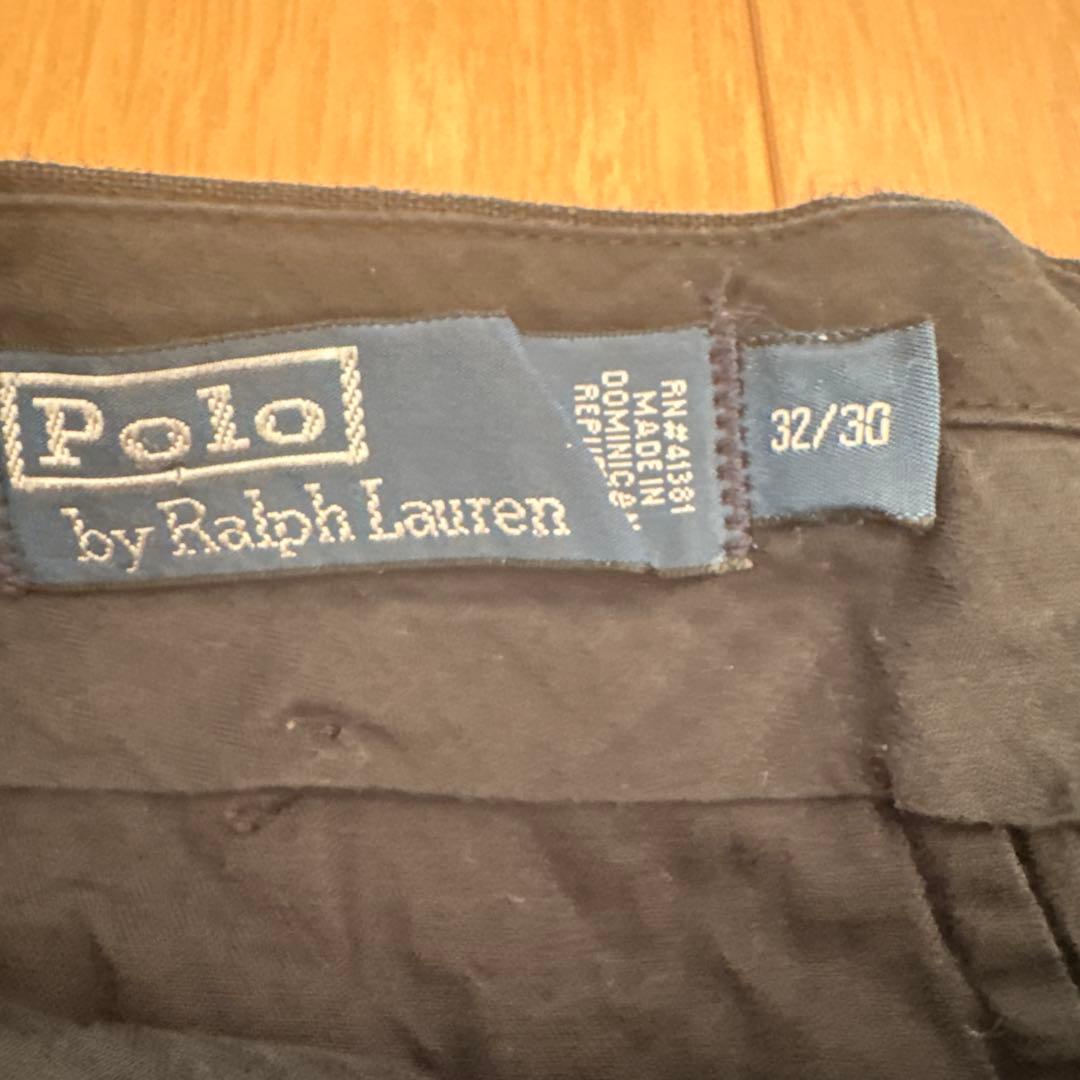 Polo
by Ralph Lauren
RN#41381
MADE IN
DOMINICAN
32/30